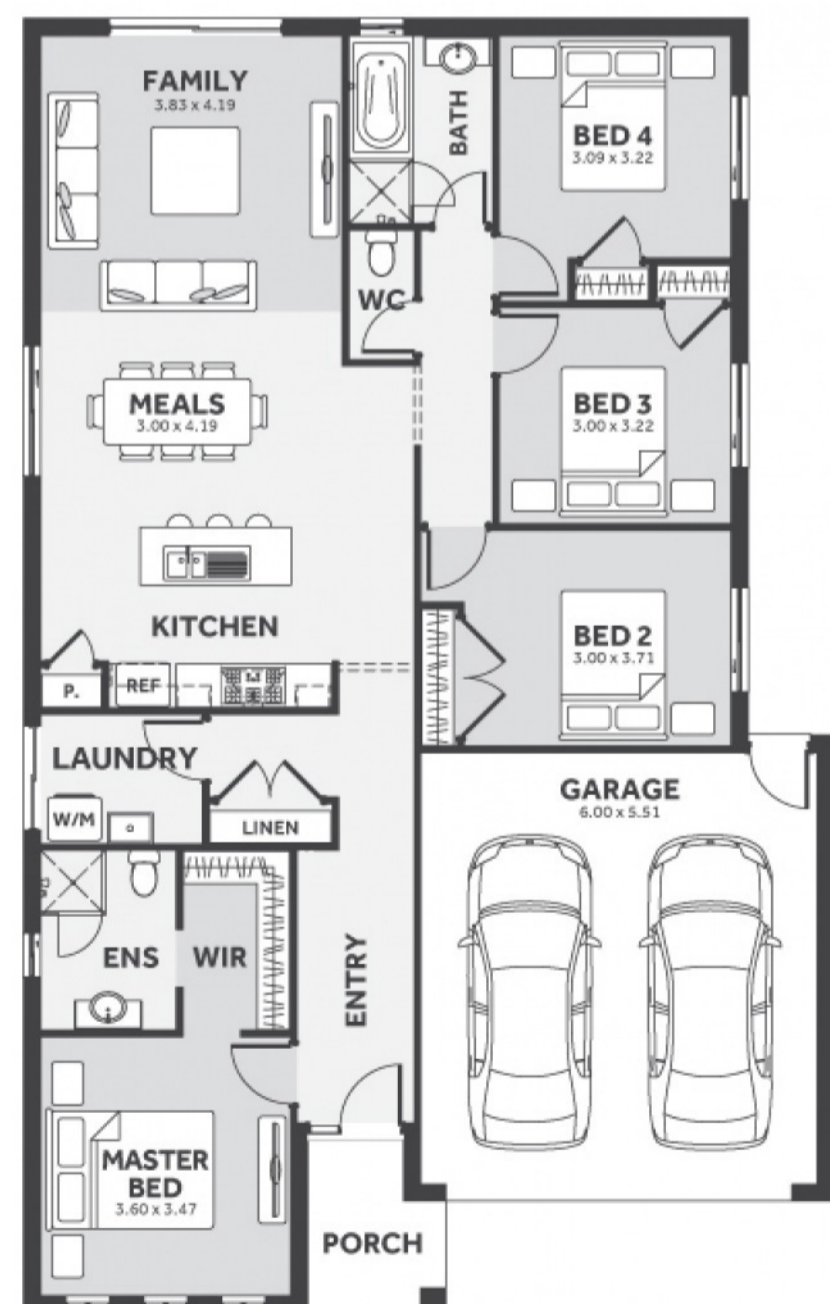 FAMILY
3.83 x 4.19
BATH
BED 4
3.09 x 3.22
WC
MEALS
3.00 x 4.19
BED 3
3.00 x 3.22
KITCHEN
BED 2
3.00 x 3.71
P.
REF
LAUNDRY
W/M
LINEN
GARAGE
6.00 x 5.51
ENS
WIR
ENTRY
MASTER
BED
3.60 x 3.47
PORCH